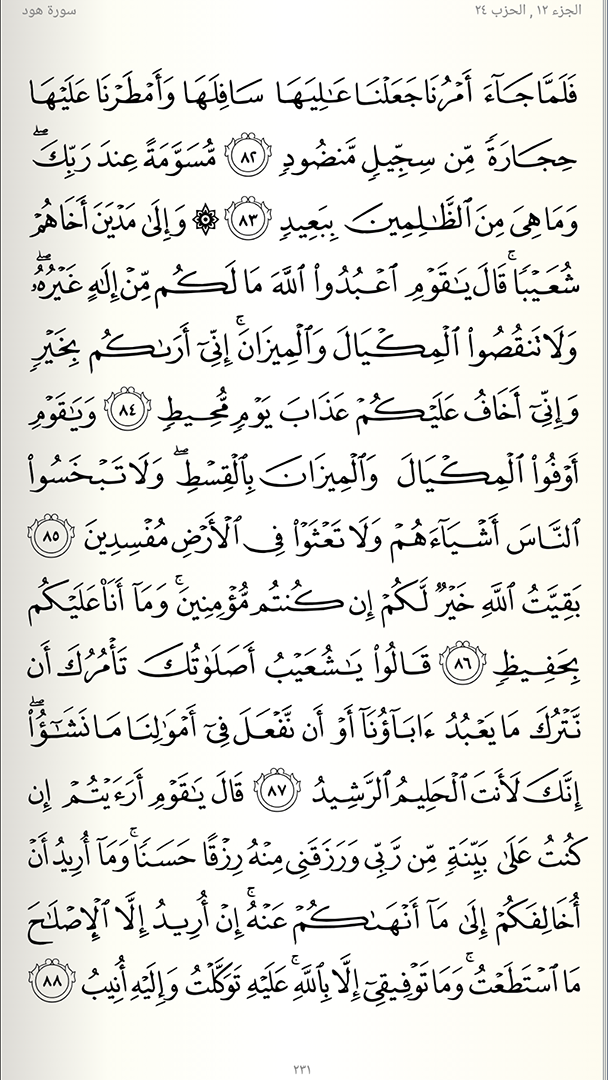 الجزء ١٢ , الحزب ٢٤
سورة هود
فَلَمَّا جَآءَ أَمْرُنَا جَعَلْنَا عَٰلِيَهَا سَافِلَهَا وَأَمْطَرْنَا عَلَيْهَا
حِجَارَةً مِّن سِجِّيلٍ مَّنضُودٍ ٨٢ مُّسَوَّمَةً عِندَ رَبِّكَ ۖ
وَمَا هِيَ مِنَ ٱلظَّٰلِمِينَ بِبَعِيدٍ ٨٣ ۞ وَإِلَىٰ مَدْيَنَ أَخَاهُمْ
شُعَيْبًا ۚ قَالَ يَٰقَوْمِ ٱعْبُدُوا۟ ٱللَّهَ مَا لَكُم مِّنْ إِلَٰهٍ غَيْرُهُۥ ۖ
وَلَا تَنقُصُوا۟ ٱلْمِكْيَالَ وَٱلْمِيزَانَ ۚ إِنِّىٓ أَرَىٰكُم بِخَيْرٍ
وَإِنِّىٓ أَخَافُ عَلَيْكُمْ عَذَابَ يَوْمٍ مُّحِيطٍ ٨٤ وَيَٰقَوْمِ
أَوْفُوا۟ ٱلْمِكْيَالَ وَٱلْمِيزَانَ بِٱلْقِسْطِ ۖ وَلَا تَبْخَسُوا۟
ٱلنَّاسَ أَشْيَآءَهُمْ وَلَا تَعْثَوْا۟ فِى ٱلْأَرْضِ مُفْسِدِينَ ٨٥
بَقِيَّتُ ٱللَّهِ خَيْرٌ لَّكُمْ إِن كُنتُم مُّؤْمِنِينَ ۚ وَمَآ أَنَا۠ عَلَيْكُم
بِحَفِيظٍ ٨٦ قَالُوا۟ يَٰشُعَيْبُ أَصَلَوٰتُكَ تَأْمُرُكَ أَن
نَّتْرُكَ مَا يَعْبُدُ ءَابَآؤُنَآ أَوْ أَن نَّفْعَلَ فِىٓ أَمْوَٰلِنَا مَا نَشَٰٓؤُا۟ ۖ
إِنَّكَ لَأَنتَ ٱلْحَلِيمُ ٱلرَّشِيدُ ٨٧ قَالَ يَٰقَوْمِ أَرَءَيْتُمْ إِن
كُنتُ عَلَىٰ بَيِّنَةٍ مِّن رَّبِّى وَرَزَقَنِى مِنْهُ رِزْقًا حَسَنًا ۚ وَمَآ أُرِيدُ أَنْ
أُخَالِفَكُمْ إِلَىٰ مَآ أَنْهَىٰكُمْ عَنْهُ ۚ إِنْ أُرِيدُ إِلَّا ٱلْإِصْلَٰحَ
مَا ٱسْتَطَعْتُ ۚ وَمَا تَوْفِيقِىٓ إِلَّا بِٱللَّهِ ۚ عَلَيْهِ تَوَكَّلْتُ وَإِلَيْهِ أُنِيبُ ٨٨
٢٣١